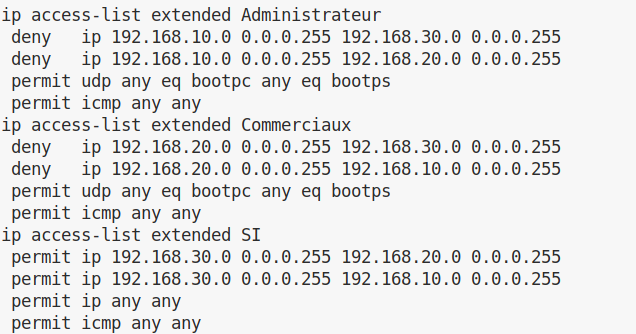 ip access-list extended Administrateur
 deny   ip 192.168.10.0 0.0.0.255 192.168.30.0 0.0.0.255
 deny   ip 192.168.10.0 0.0.0.255 192.168.20.0 0.0.0.255
 permit udp any eq bootpc any eq bootps
 permit icmp any any
ip access-list extended Commerciaux
 deny   ip 192.168.20.0 0.0.0.255 192.168.30.0 0.0.0.255
 deny   ip 192.168.20.0 0.0.0.255 192.168.10.0 0.0.0.255
 permit udp any eq bootpc any eq bootps
 permit icmp any any
ip access-list extended SI
 permit ip 192.168.30.0 0.0.0.255 192.168.20.0 0.0.0.255
 permit ip 192.168.30.0 0.0.0.255 192.168.10.0 0.0.0.255
 permit ip any any
 permit icmp any any